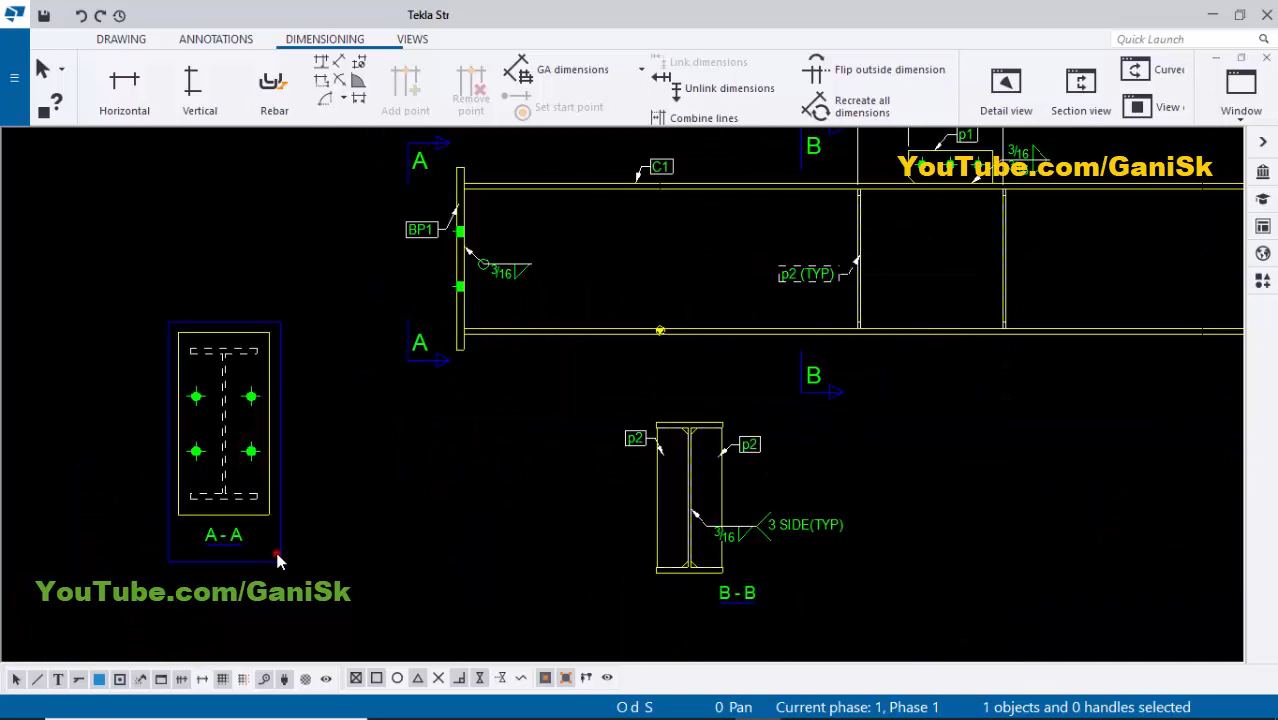 Tekla Str
DRAWING ANNOTATIONS DIMENSIONING VIEWS Quick Launch
Horizontal Vertical Rebar Add point Remove point GA dimensions Set start point Link dimensions Unlink dimensions Combine lines Flip outside dimension Recreate all dimensions Detail view Section view Curve View Window
A B p1
3/16
C1
YouTube.com/GaniSk
BP1
3/16
p2 (TYP)
A
B
p2 p2
3/16 3 SIDE(TYP)
A - A
B - B
YouTube.com/GaniSk
O d S 0 Pan Current phase: 1, Phase 1 1 objects and 0 handles selected